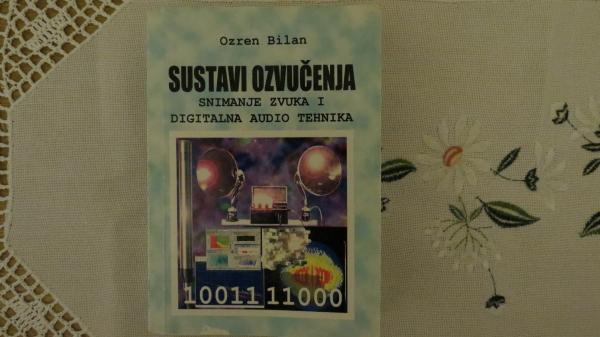 Ozren Bilan
SUSTAVI OZVUČENJA
SNIMANJE ZVUKA I
DIGITALNA AUDIO TEHNIKA
10011 11000